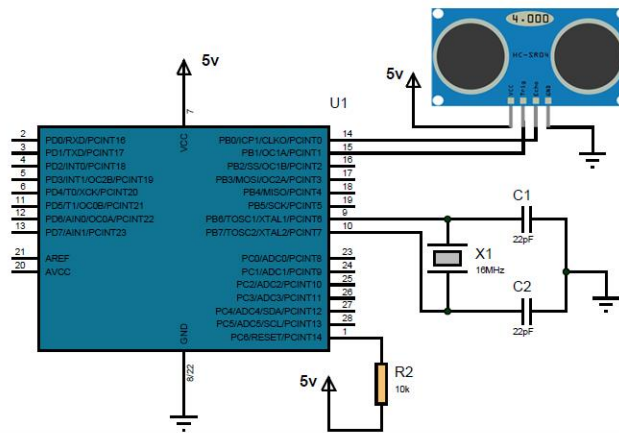 4.000
HC-SR04
VCC
Trig
Echo
GND
5v
5v
U1
7
VCC
2 PD0/RXD/PCINT16
3 PD1/TXD/PCINT17
4 PD2/INT0/PCINT18
5 PD3/INT1/OC2B/PCINT19
6 PD4/T0/XCK/PCINT20
11 PD5/T1/OC0B/PCINT21
12 PD6/AIN0/OC0A/PCINT22
13 PD7/AIN1/PCINT23
21 AREF
20 AVCC
PB0/ICP1/CLKO/PCINT0 14
PB1/OC1A/PCINT1 15
PB2/SS/OC1B/PCINT2 16
PB3/MOSI/OC2A/PCINT3 17
PB4/MISO/PCINT4 18
PB5/SCK/PCINT5 19
PB6/TOSC1/XTAL1/PCINT6 9
PB7/TOSC2/XTAL2/PCINT7 10
PC0/ADC0/PCINT8 23
PC1/ADC1/PCINT9 24
PC2/ADC2/PCINT10 25
PC3/ADC3/PCINT11 26
PC4/ADC4/SDA/PCINT12 27
PC5/ADC5/SCL/PCINT13 28
PC6/RESET/PCINT14 1
GND
8/22
C1
22pF
X1
16MHz
C2
22pF
5v
R2
10k